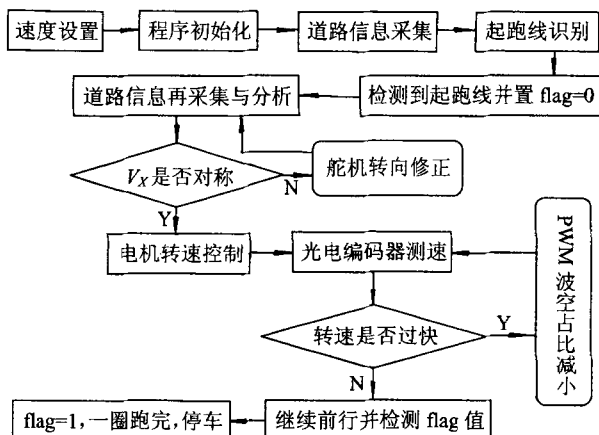 速度设置
程序初始化
道路信息采集
起跑线识别
道路信息再采集与分析
检测到起跑线并置 flag=0
V_X是否对称
N
舵机转向修正
Y
电机转速控制
光电编码器测速
PWM 波空占比减小
转速是否过快
Y
N
flag=1,一圈跑完,停车
继续前行并检测 flag 值